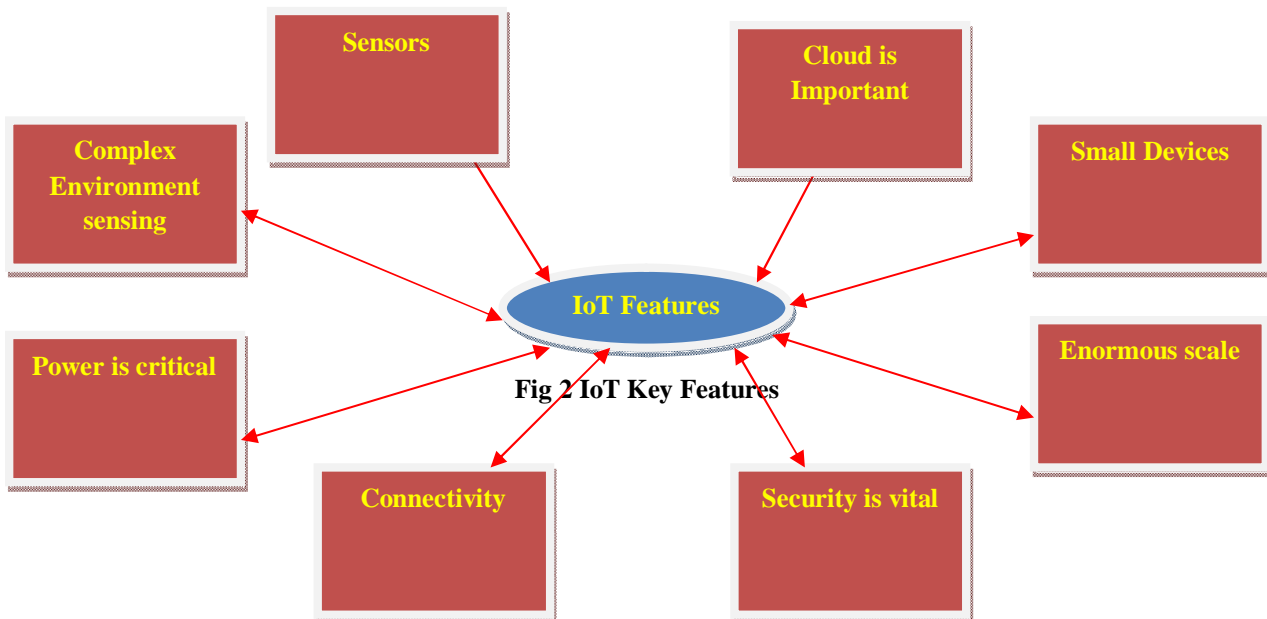 Sensors
Cloud is
Important
Complex
Environment
sensing
Small Devices
IoT Features
Power is critical
Enormous scale
Fig 2 IoT Key Features
Connectivity
Security is vital